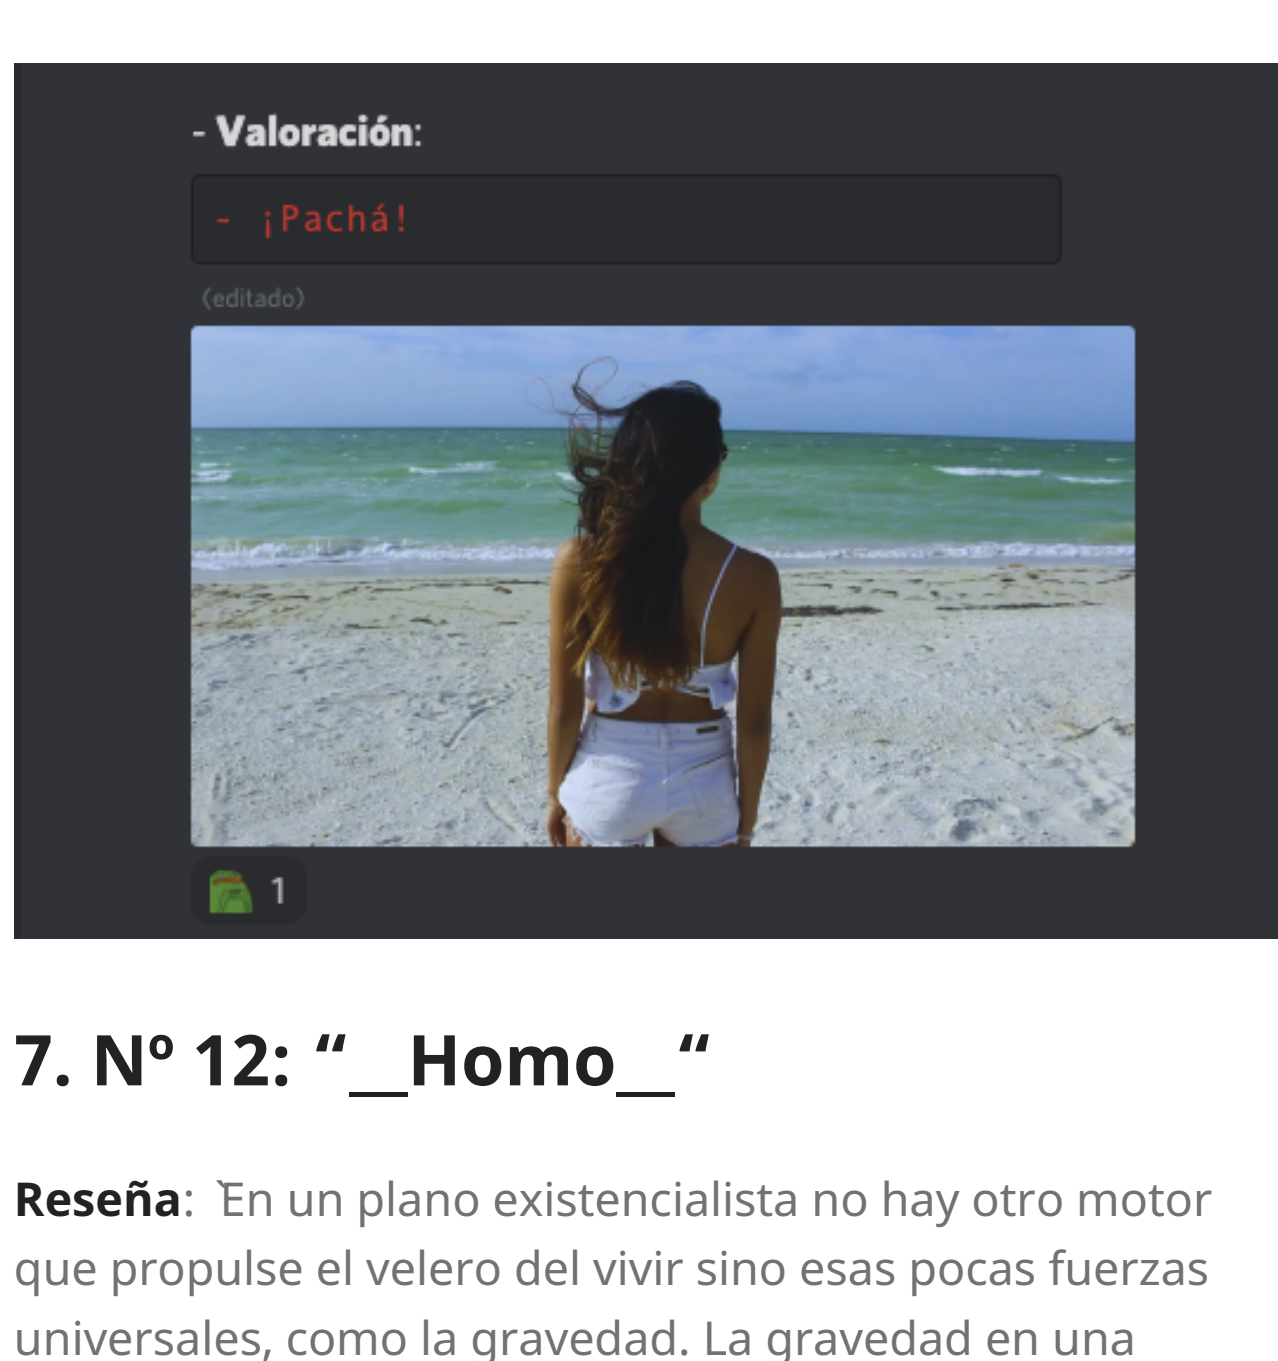 - Valoración:
- ¡Pachá!
(editado)
1
7. Nº 12: “__Homo__“
Reseña: `En un plano existencialista no hay otro motor
que propulse el velero del vivir sino esas pocas fuerzas
universales, como la gravedad. La gravedad en una